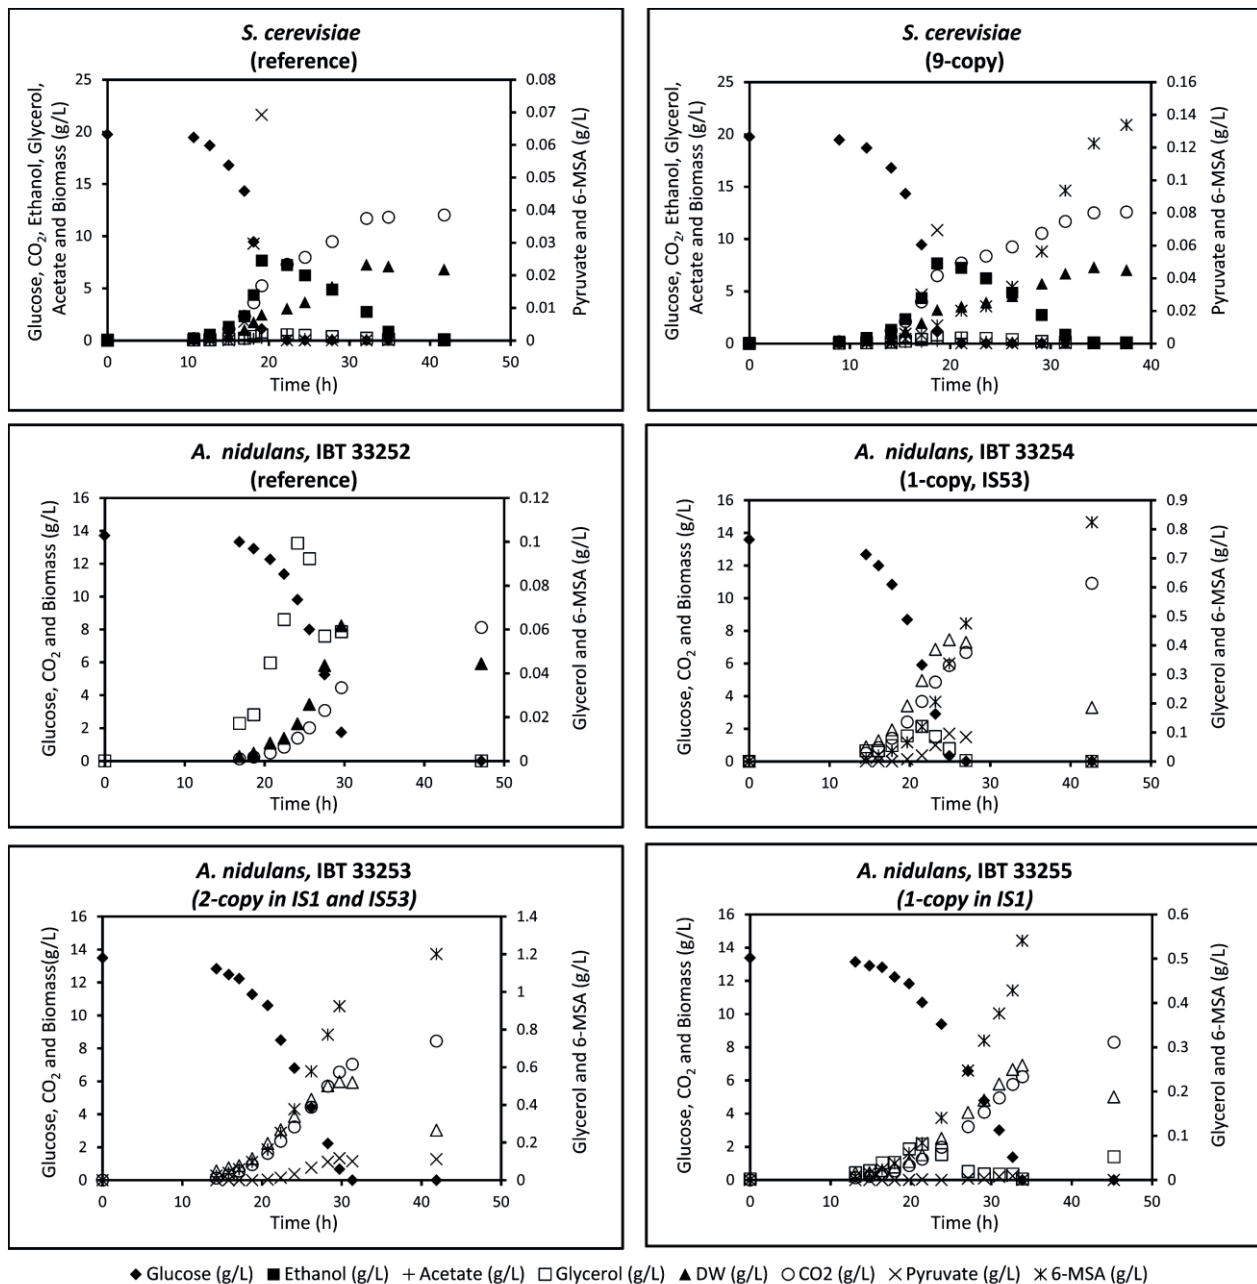 S. cerevisiae
(reference)
25
20
15
10
5
0
0.08
0.07
0.06
0.05
0.04
0.03
0.02
0.01
0
0 10 20 30 40 50
Time (h)
Glucose, CO2, Ethanol, Glycerol,
Acetate and Biomass (g/L)
Pyruvate and 6-MSA (g/L)
S. cerevisiae
(9-copy)
25
20
15
10
5
0
0.16
0.14
0.12
0.10
0.08
0.06
0.04
0.02
0
0 10 20 30 40
Time (h)
Glucose, CO2, Ethanol, Glycerol,
Acetate and Biomass (g/L)
Pyruvate and 6-MSA (g/L)
A. nidulans, IBT 33252
(reference)
16
14
12
10
8
6
4
2
0
0.12
0.1
0.08
0.06
0.04
0.02
0
0 10 20 30 40 50
Time (h)
Glucose, CO2 and Biomass (g/L)
Glycerol and 6-MSA (g/L)
A. nidulans, IBT 33254
(1-copy, IS53)
16
14
12
10
8
6
4
2
0
0.9
0.8
0.7
0.6
0.5
0.4
0.3
0.2
0.1
0
0 10 20 30 40 50
Time (h)
Glucose, CO2 and Biomass (g/L)
Glycerol and 6-MSA (g/L)
A. nidulans, IBT 33253
(2-copy in IS1 and IS53)
16
14
12
10
8
6
4
2
0
1.4
1.2
1
0.8
0.6
0.4
0.2
0
0 10 20 30 40 50
Time (h)
Glucose, CO2 and Biomass(g/L)
Glycerol and 6-MSA (g/L)
A. nidulans, IBT 33255
(1-copy in IS1)
16
14
12
10
8
6
4
2
0
0.6
0.5
0.4
0.3
0.2
0.1
0
0 10 20 30 40 50
Time (h)
Glucose, CO2 and Biomass (g/L)
Glycerol and 6-MSA (g/L)
Glucose (g/L) Ethanol (g/L) Acetate (g/L) Glycerol (g/L) DW (g/L) CO2 (g/L) Pyruvate (g/L) 6-MSA (g/L)